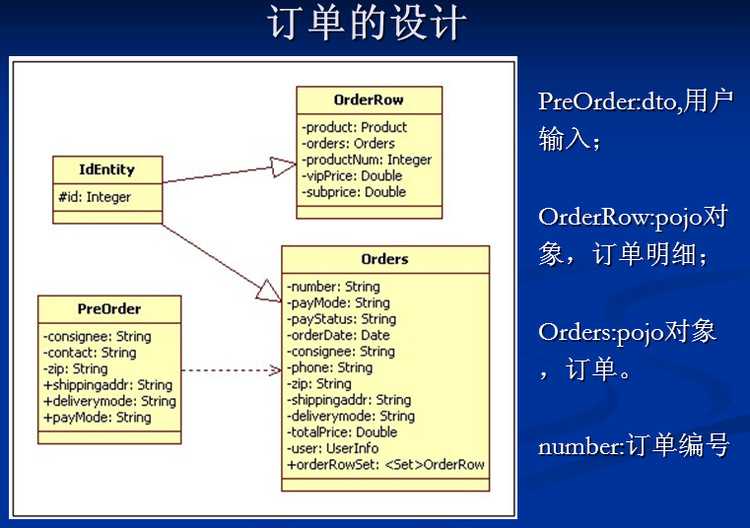 订单的设计
OrderRow
-product: Product
-orders: Orders
-productNum: Integer
-vipPrice: Double
-subprice: Double
IdEntity
#id: Integer
Orders
-number: String
-payMode: String
-payStatus: String
-orderDate: Date
-consignee: String
-phone: String
-zip: String
-shippingaddr: String
-deliverymode: String
-totalPrice: Double
-user: UserInfo
+orderRowSet: <Set>OrderRow
PreOrder
-consignee: String
-contact: String
-zip: String
+shippingaddr: String
+deliverymode: String
+payMode: String
PreOrder:dto,用户
输入；
OrderRow:pojo对
象，订单明细；
Orders:pojo对象
，订单。
number:订单编号